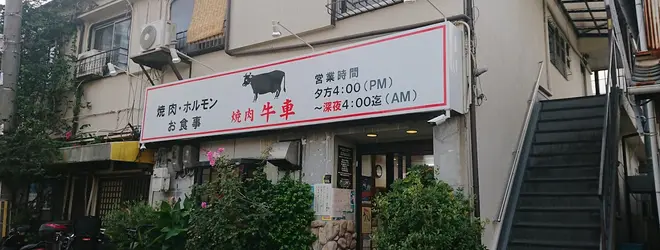 焼肉・ホルモン
お食事
焼肉 牛車
営業時間
夕方4:00(PM)
〜深夜4:00迄(AM)